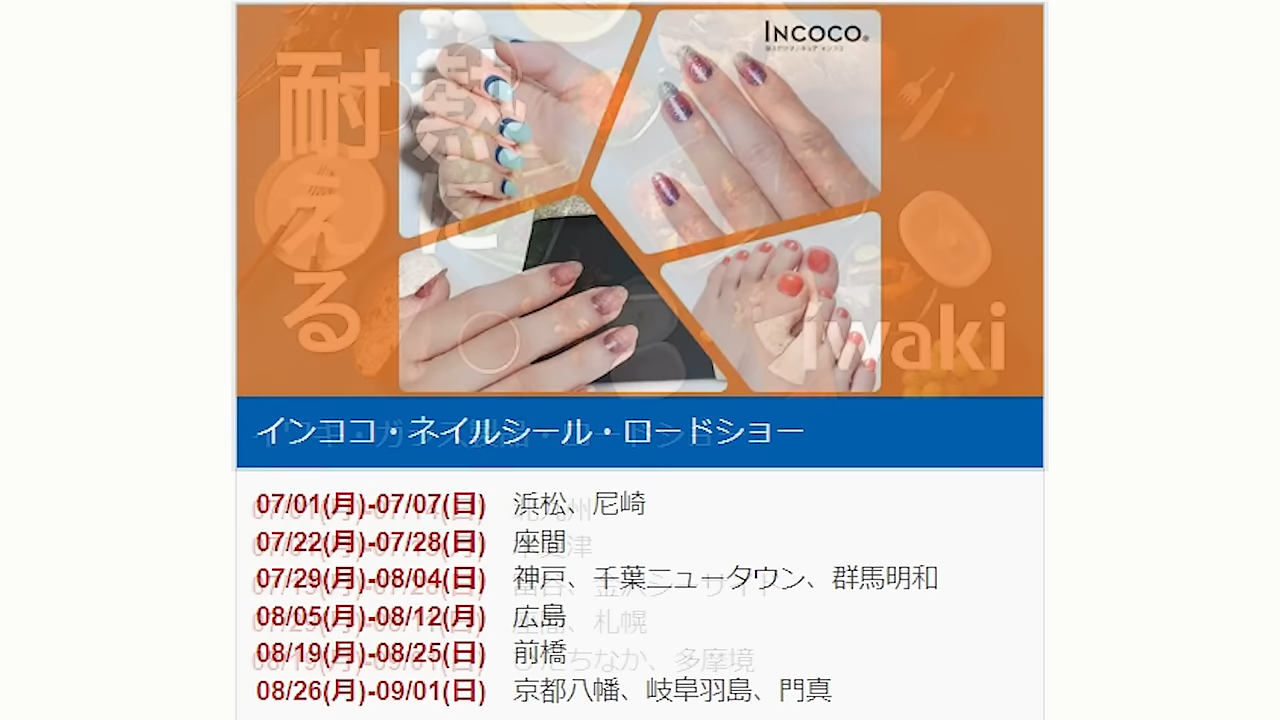 INCOCO®
耐える
熱に
iwaki
インココ・ネイルシール・ロードショー
07/01(月)-07/07(日) 浜松、尼崎
07/22(月)-07/28(日) 座間
07/29(月)-08/04(日) 神戸、千葉ニュータウン、群馬明和
08/05(月)-08/12(月) 広島
08/19(月)-08/25(日) 前橋
08/26(月)-09/01(日) 京都八幡、岐阜羽島、門真